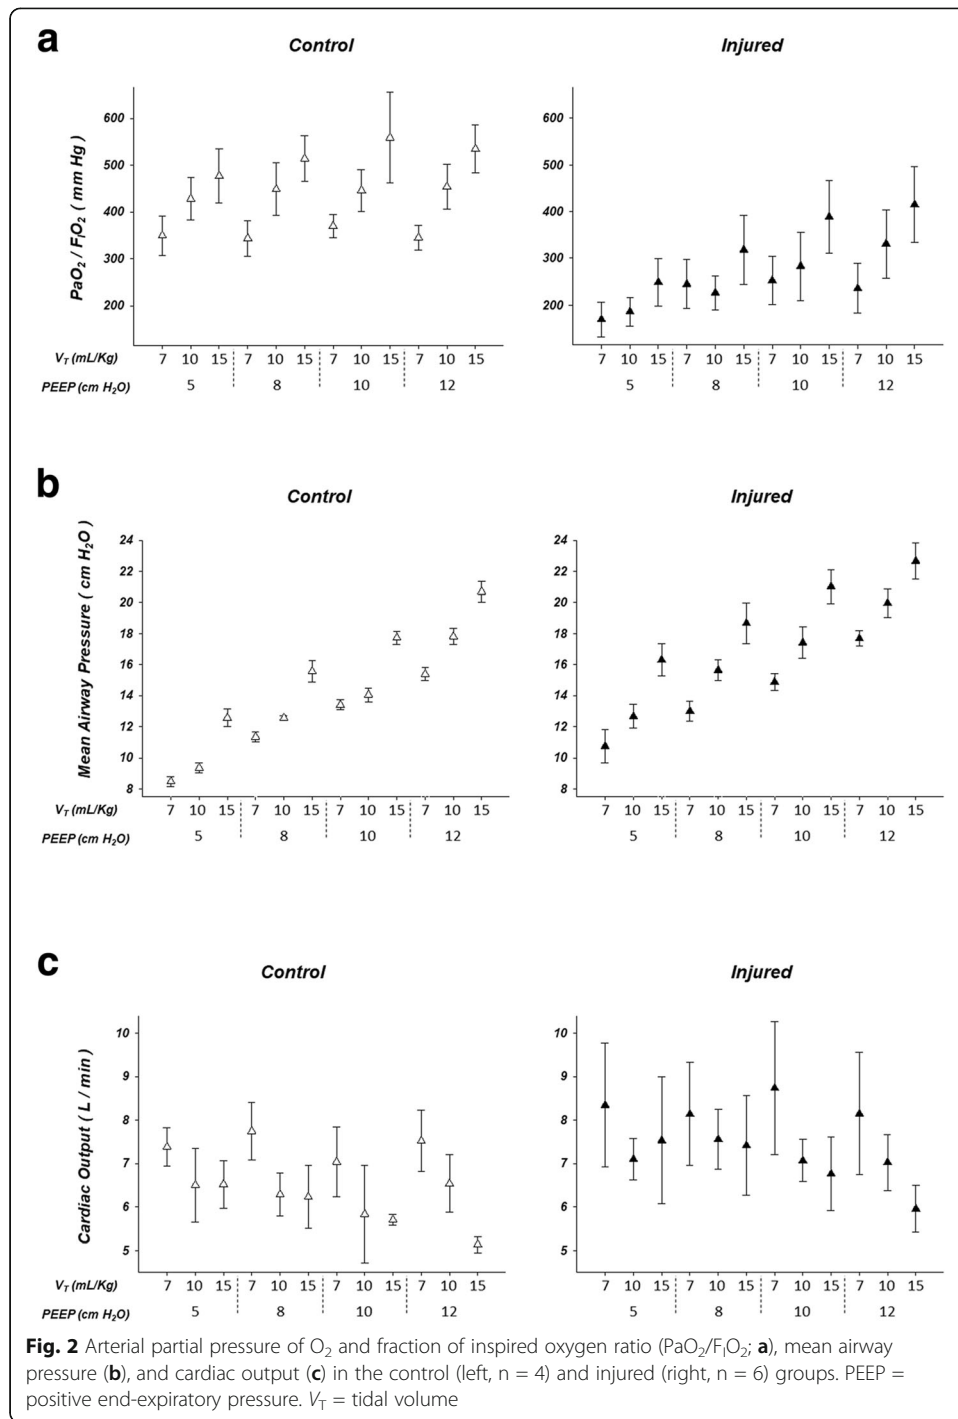 a
Control
Injured
PaO2 / FIO2 ( mm Hg)
600
500
400
300
200
600
500
400
300
200
VT (mL/Kg)
7 10 15 7 10 15 7 10 15 7 10 15
7 10 15 7 10 15 7 10 15 7 10 15
PEEP (cm H2O)
5 8 10 12
5 8 10 12
b
Control
Injured
Mean Airway Pressure ( cm H2O )
24
22
20
18
16
14
12
10
8
24
22
20
18
16
14
12
10
8
VT (mL/Kg)
7 10 15 7 10 15 7 10 15 7 10 15
7 10 15 7 10 15 7 10 15 7 10 15
PEEP (cm H2O)
5 8 10 12
5 8 10 12
c
Control
Injured
Cardiac Output ( L / min )
10
9
8
7
6
5
10
9
8
7
6
5
VT (mL/Kg)
7 10 15 7 10 15 7 10 15 7 10 15
7 10 15 7 10 15 7 10 15 7 10 15
PEEP (cm H2O)
5 8 10 12
5 8 10 12
Fig. 2 Arterial partial pressure of O2 and fraction of inspired oxygen ratio (PaO2/FIO2; a), mean airway
pressure (b), and cardiac output (c) in the control (left, n = 4) and injured (right, n = 6) groups. PEEP =
positive end-expiratory pressure. VT = tidal volume